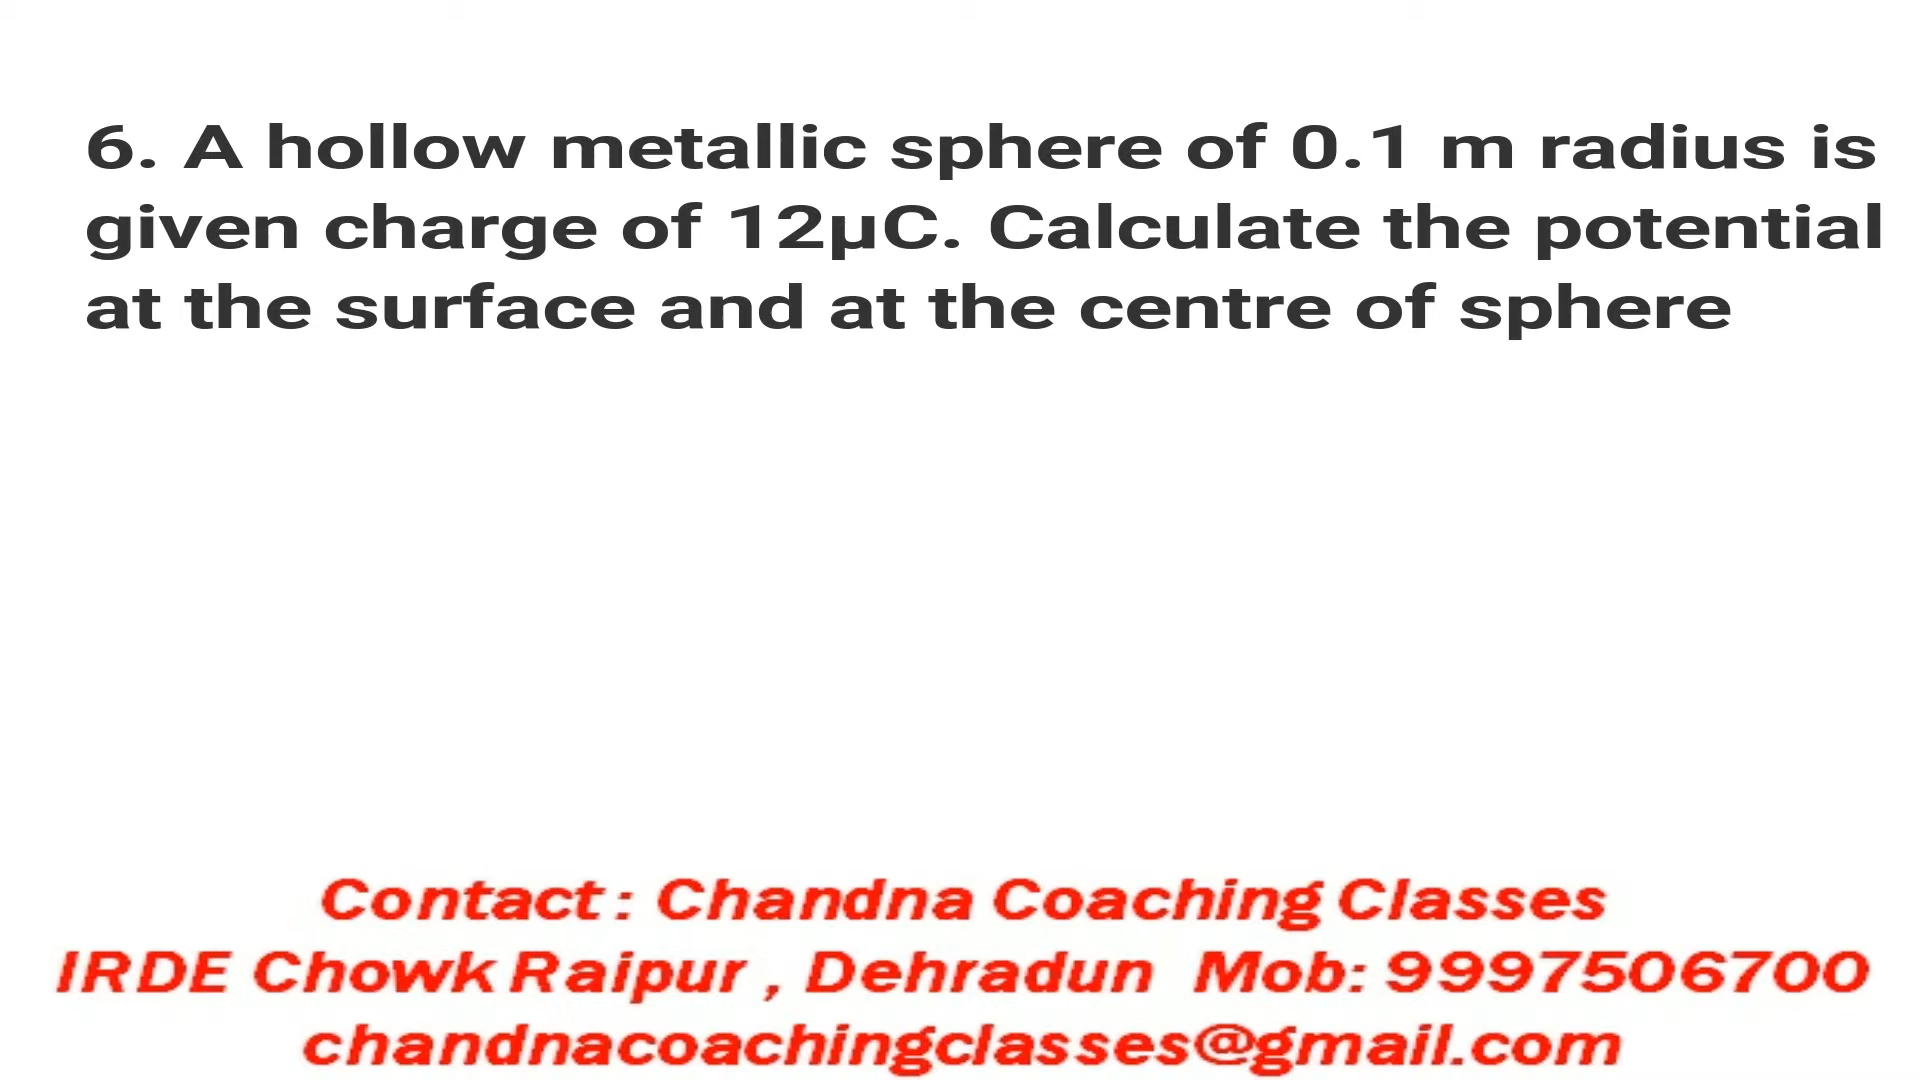 6. A hollow metallic sphere of 0.1 m radius is
given charge of 12µC. Calculate the potential
at the surface and at the centre of sphere
Contact : Chandna Coaching Classes
IRDE Chowk Raipur , Dehradun Mob: 9997506700
chandnacoachingclasses@gmail.com